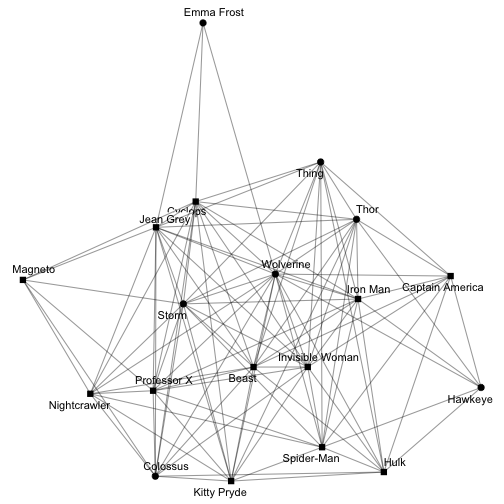 Emma Frost
Thing
Cyclops
Thor
Jean Grey
Magneto
Wolverine
Captain America
Iron Man
Storm
Invisible Woman
Beast
Professor X
Nightcrawler
Hawkeye
Spider-Man
Hulk
Colossus
Kitty Pryde